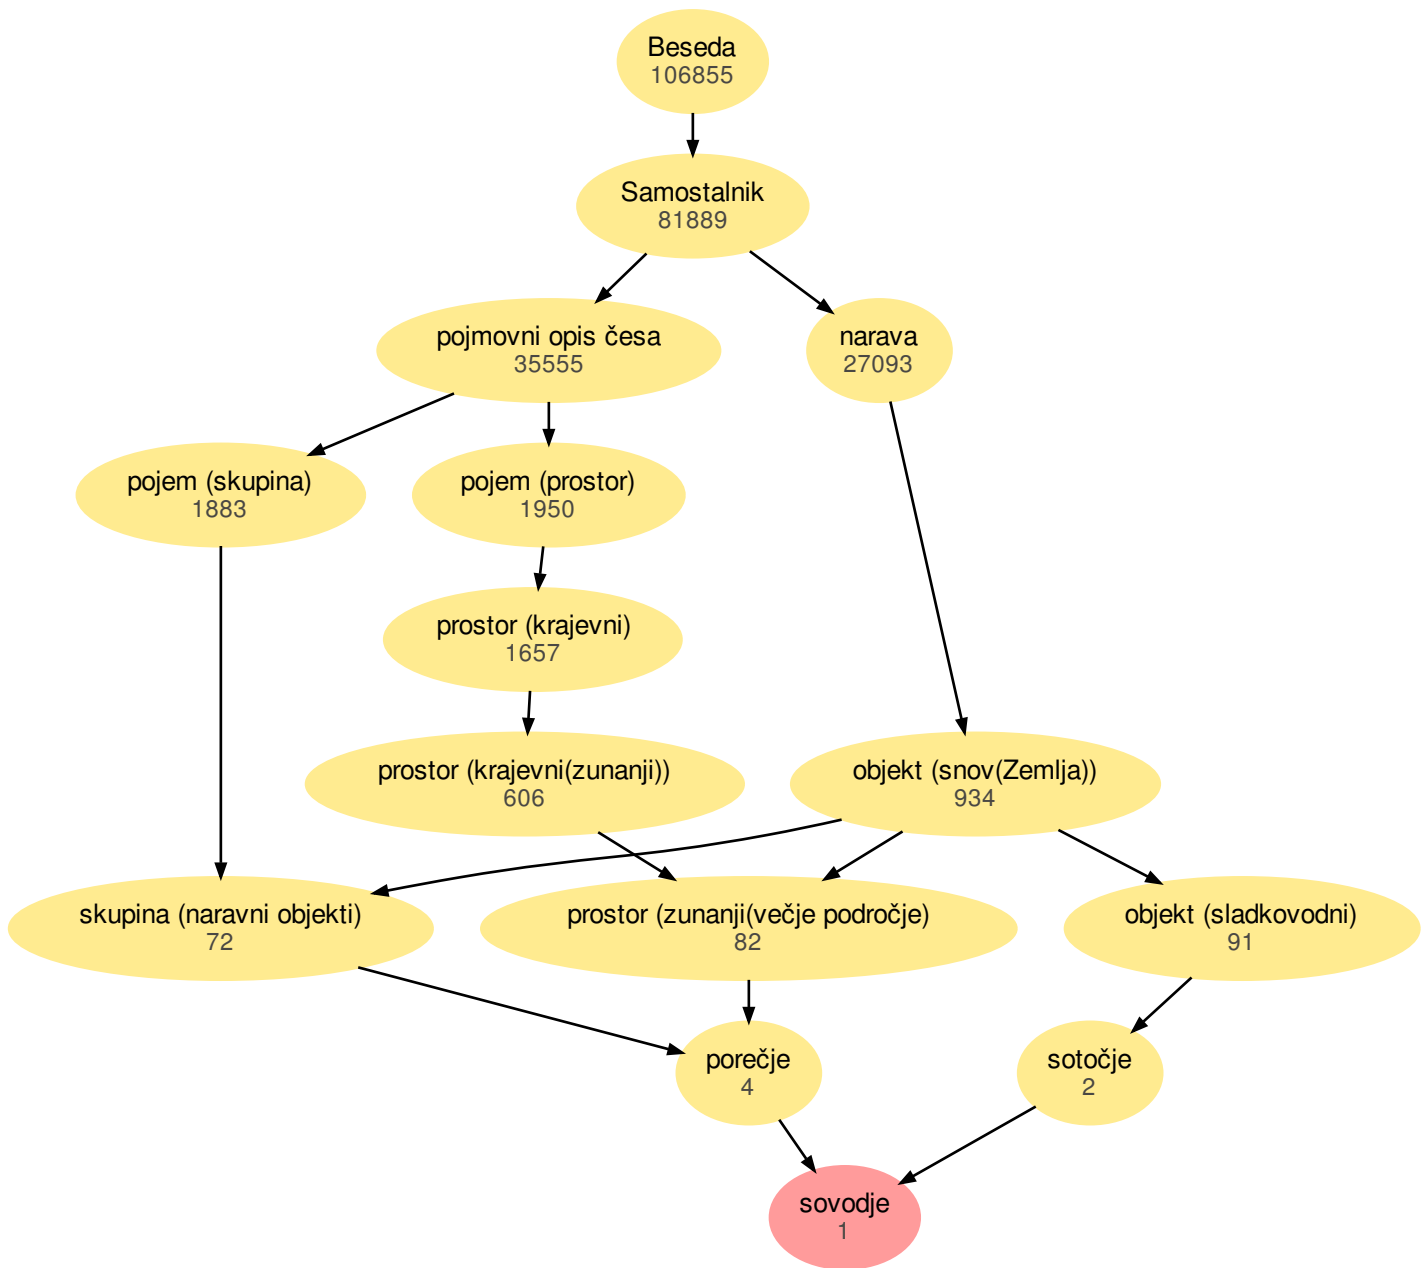 Beseda
106855
Samostalnik
81889
pojmovni opis česa
35555
narava
27093
pojem (skupina)
1883
pojem (prostor)
1950
prostor (krajevni)
1657
prostor (krajevni(zunanji))
606
objekt (snov(Zemlja))
934
skupina (naravni objekti)
72
prostor (zunanji(večje področje)
82
objekt (sladkovodni)
91
porečje
4
sotočje
2
sovodje
1